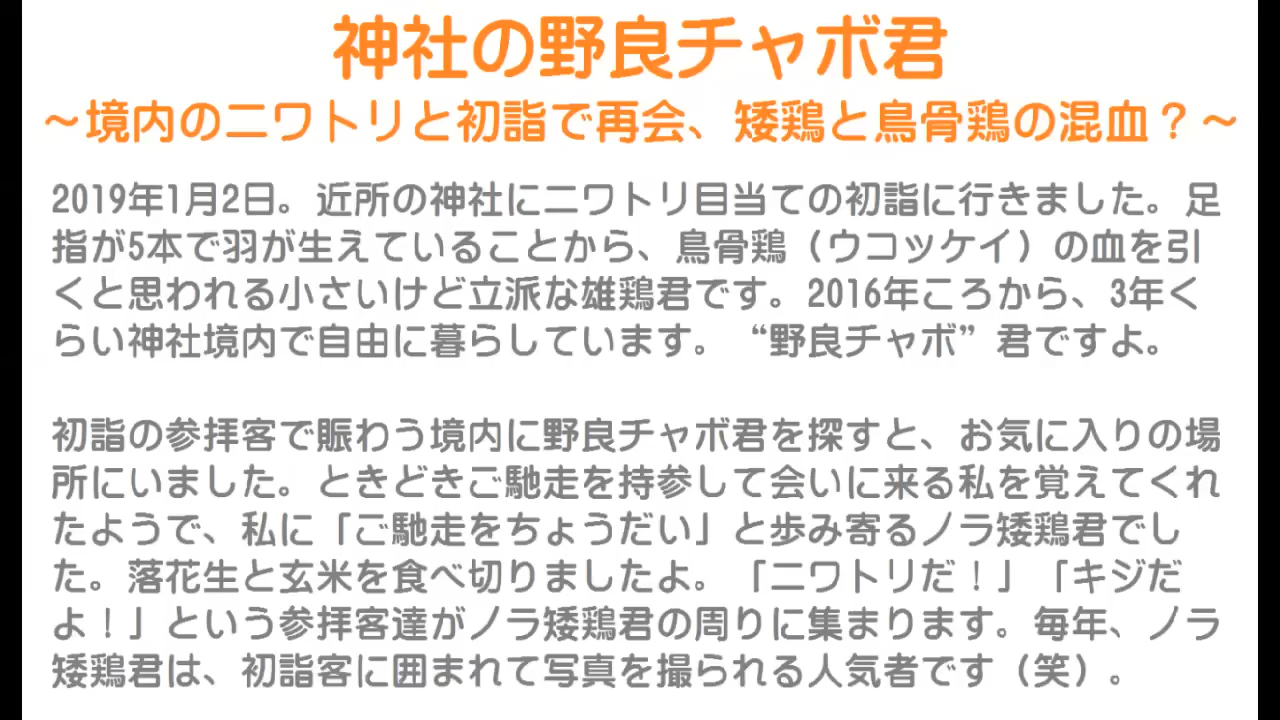 神社の野良チャボ君
～境内のニワトリと初詣で再会、矮鶏と烏骨鶏の混血？～
2019年1月2日。近所の神社にニワトリ目当ての初詣に行きました。足
指が5本で羽が生えていることから、烏骨鶏（ウコッケイ）の血を引
くと思われる小さいけど立派な雄鶏君です。2016年ころから、3年く
らい神社境内で自由に暮らしています。“野良チャボ”君ですよ。
初詣の参拝客で賑わう境内に野良チャボ君を探すと、お気に入りの場
所にいました。ときどきご馳走を持参して会いに来る私を覚えてくれ
たようで、私に「ご馳走をちょうだい」と歩み寄るノラ矮鶏君でし
た。落花生と玄米を食べ切りましたよ。「ニワトリだ！」「キジだ
よ！」という参拝客達がノラ矮鶏君の周りに集まります。毎年、ノラ
矮鶏君は、初詣客に囲まれて写真を撮られる人気者です（笑）。